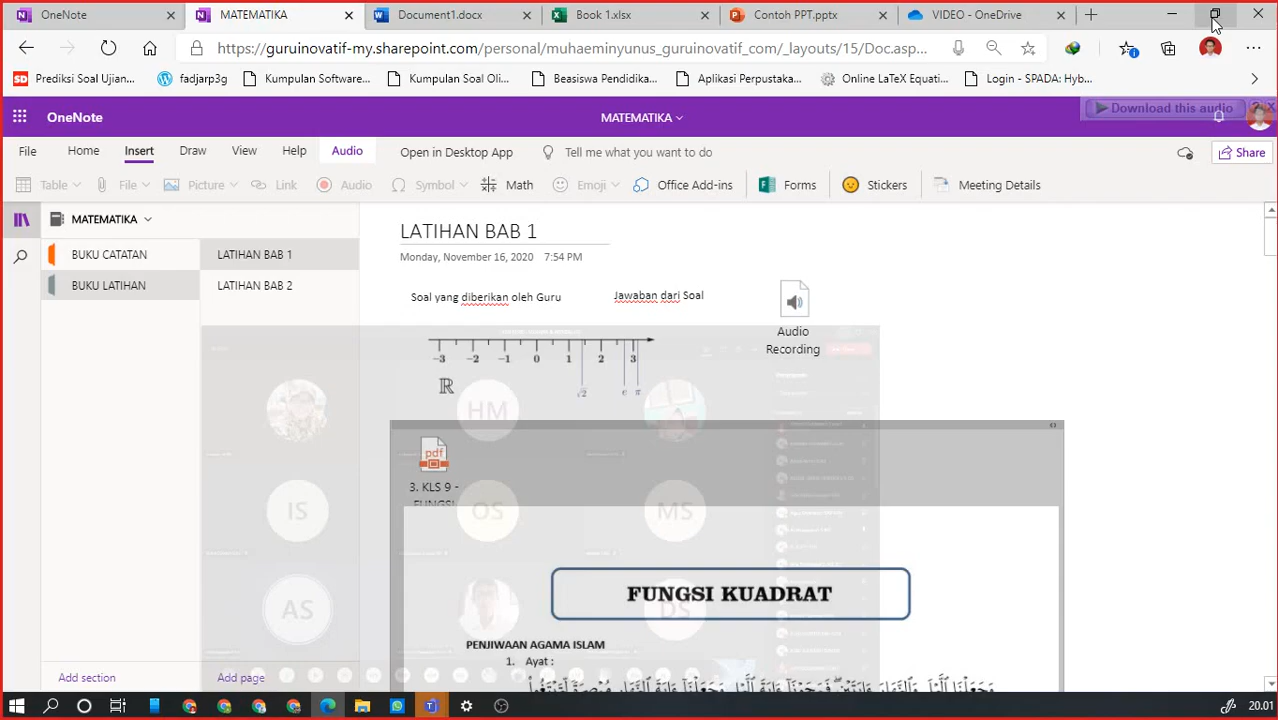 OneNote
MATEMATIKA
Document1.docx
Book 1.xlsx
Contoh PPT.pptx
VIDEO - OneDrive
https://guruinovatif-my.sharepoint.com/personal/muhaeminyunus_guruinovatif_com/_layouts/15/Doc.asp...
Prediksi Soal Ujian...
fadjarp3g
Kumpulan Software...
Kumpulan Soal Oli...
Beasiswa Pendidika...
Aplikasi Perpustaka...
Online LaTeX Equati...
Login - SPADA: Hyb...
OneNote
MATEMATIKA
Download this audio
File
Home
Insert
Draw
View
Help
Audio
Open in Desktop App
Tell me what you want to do
Share
Table
File
Picture
Link
Audio
Symbol
Math
Emoji
Office Add-ins
Forms
Stickers
Meeting Details
MATEMATIKA
BUKU CATATAN
BUKU LATIHAN
LATIHAN BAB 1
LATIHAN BAB 2
LATIHAN BAB 1
Monday, November 16, 2020 7:54 PM
Soal yang diberikan oleh Guru
Jawaban dari Soal
Audio
Recording
-3 -2 -1 0 1 2 3
√2 e π
ℝ
HM
IS
OS
MS
AS
DS
pdf
3. KLS 9 -
FUNGSI
FUNGSI KUADRAT
PENJIWAAN AGAMA ISLAM
1. Ayat :
Add section
Add page
20.01